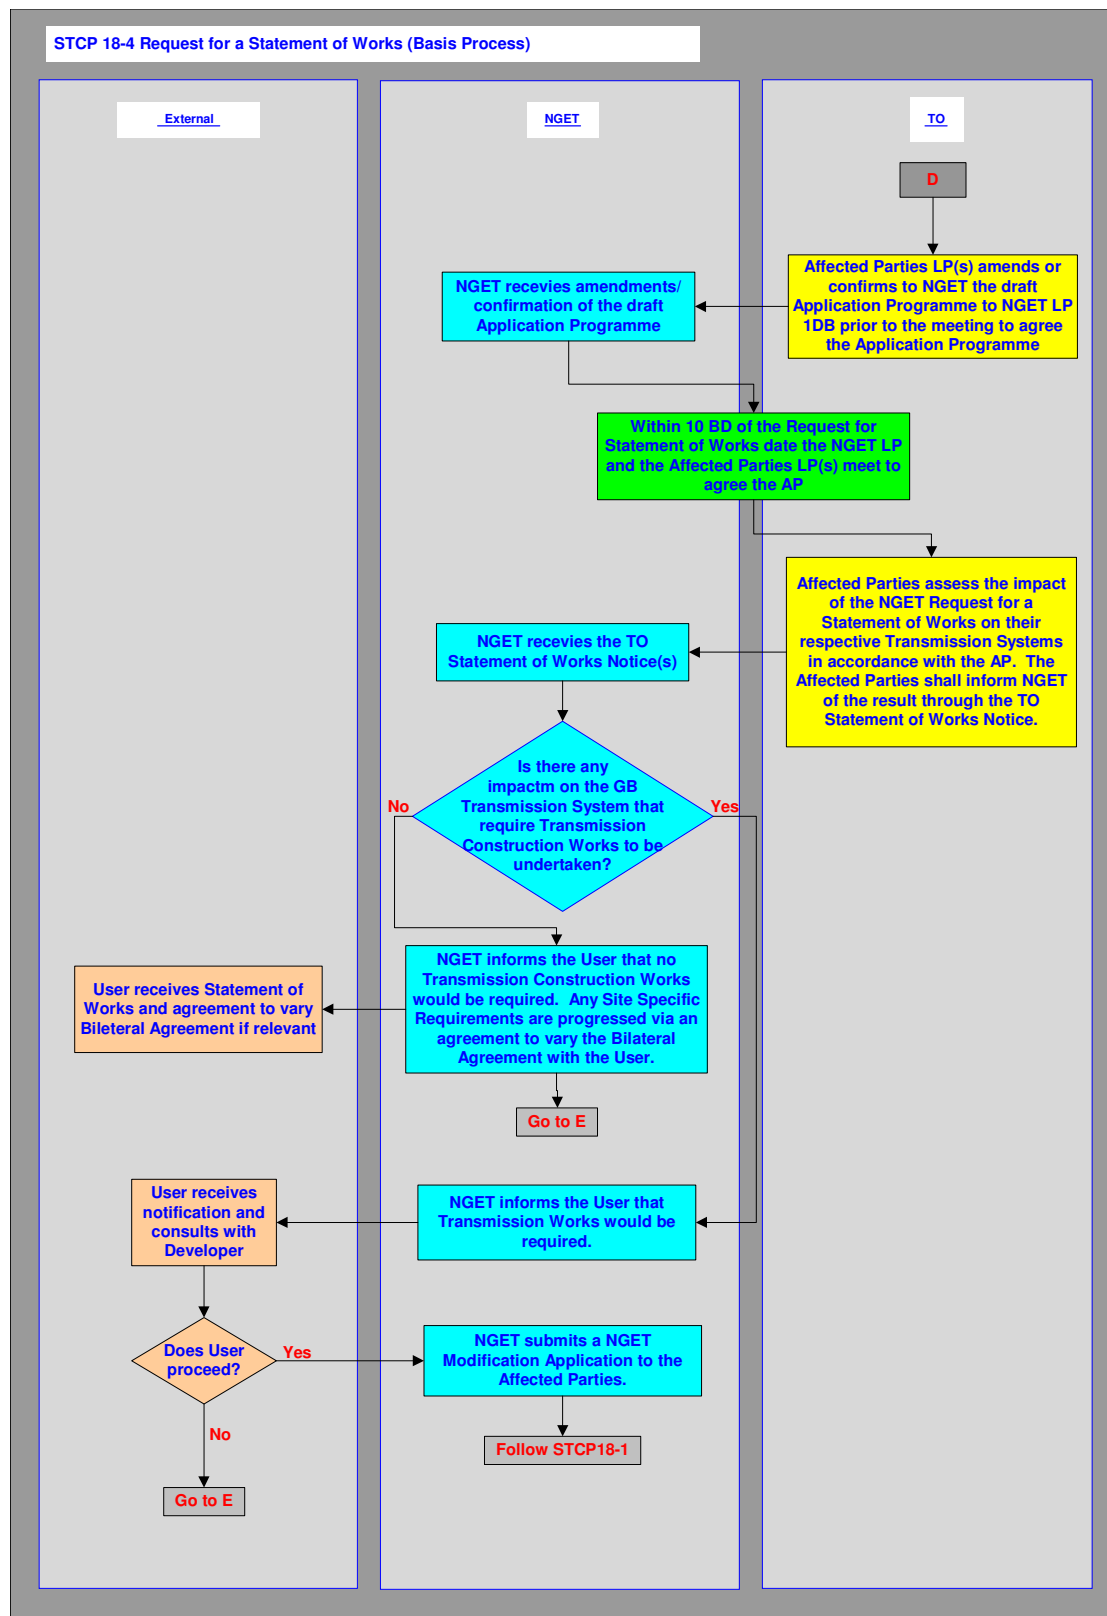 STCP 18-4 Request for a Statement of Works (Basis Process)
External
NGET
TO
D
Affected Parties LP(s) amends or
confirms to NGET the draft
Application Programme to NGET LP
1DB prior to the meeting to agree
the Application Programme
NGET recevies amendments/
confirmation of the draft
Application Programme
Within 10 BD of the Request for
Statement of Works date the NGET LP
and the Affected Parties LP(s) meet to
agree the AP
Affected Parties assess the impact
of the NGET Request for a
Statement of Works on their
respective Transmission Systems
in accordance with the AP.  The
Affected Parties shall inform NGET
of the result through the TO
Statement of Works Notice.
NGET recevies the TO
Statement of Works Notice(s)
Is there any
impactm on the GB
Transmission System that
require Transmission
Construction Works to be
undertaken?
No
Yes
NGET informs the User that no
Transmission Construction Works
would be required.  Any Site Specific
Requirements are progressed via an
agreement to vary the Bilateral
Agreement with the User.
User receives Statement of
Works and agreement to vary
Bileteral Agreement if relevant
Go to E
User receives
notification and
consults with
Developer
NGET informs the User that
Transmission Works would be
required.
Does User
proceed?
Yes
NGET submits a NGET
Modification Application to the
Affected Parties.
No
Follow STCP18-1
Go to E